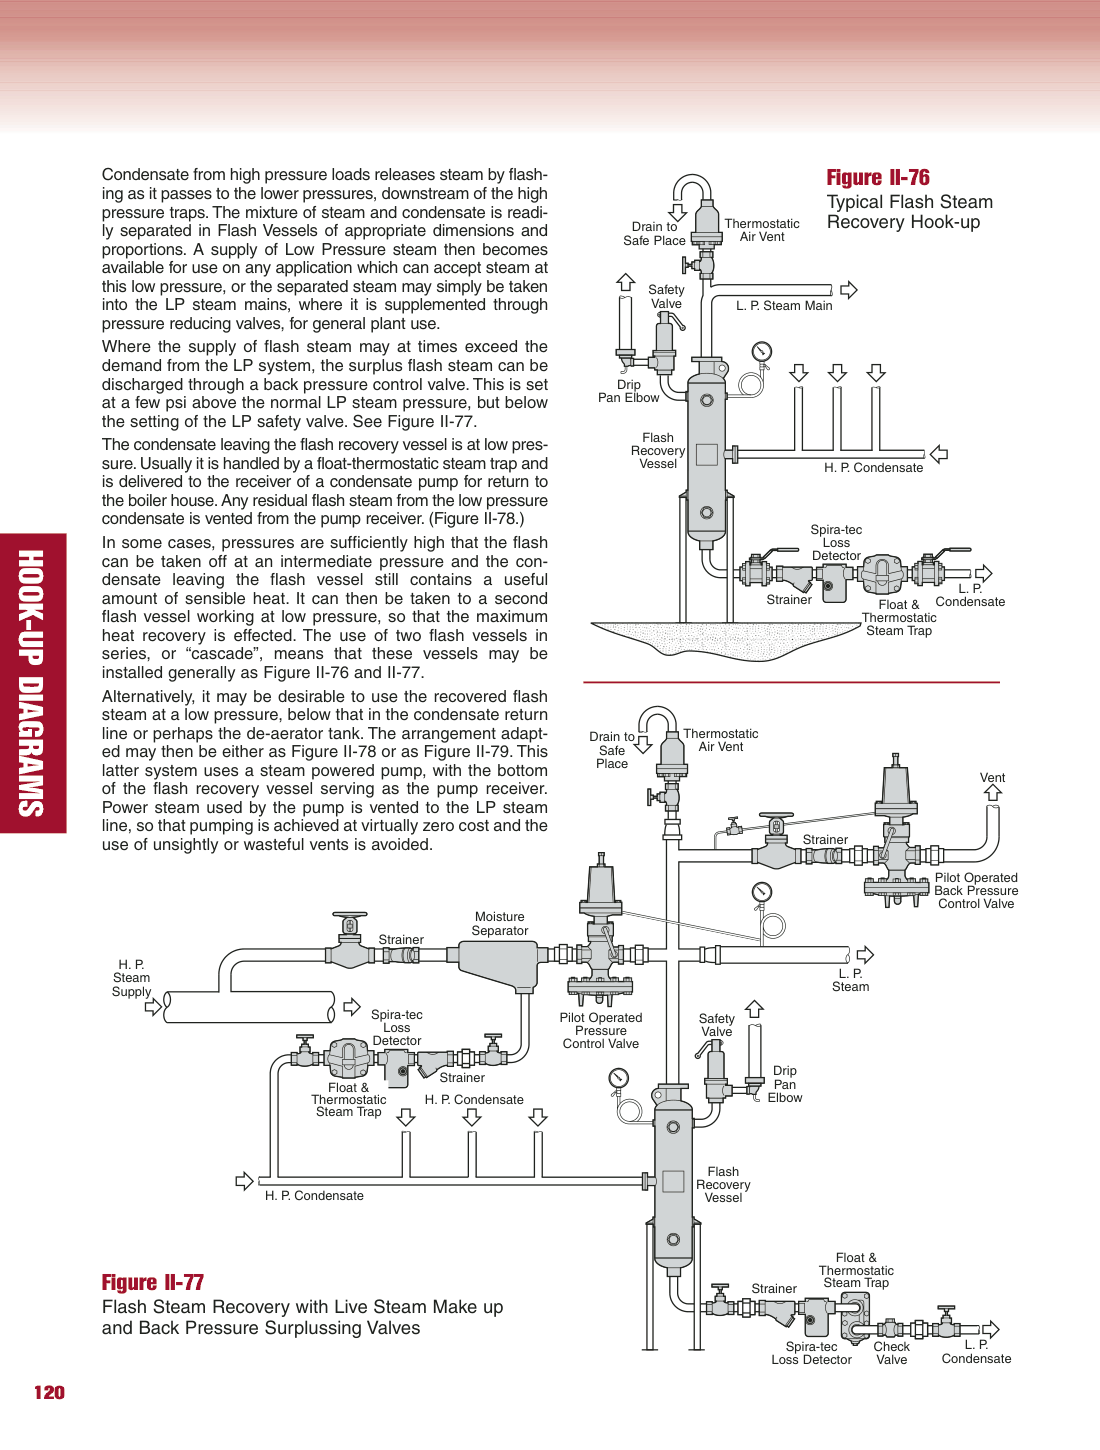 Condensate from high pressure loads releases steam by flash-
ing as it passes to the lower pressures, downstream of the high
pressure traps. The mixture of steam and condensate is readi-
ly separated in Flash Vessels of appropriate dimensions and
proportions. A supply of Low Pressure steam then becomes
available for use on any application which can accept steam at
this low pressure, or the separated steam may simply be taken
into the LP steam mains, where it is supplemented through
pressure reducing valves, for general plant use.
Where the supply of flash steam may at times exceed the
demand from the LP system, the surplus flash steam can be
discharged through a back pressure control valve. This is set
at a few psi above the normal LP steam pressure, but below
the setting of the LP safety valve. See Figure II-77.
The condensate leaving the flash recovery vessel is at low pres-
sure. Usually it is handled by a float-thermostatic steam trap and
is delivered to the receiver of a condensate pump for return to
the boiler house. Any residual flash steam from the low pressure
condensate is vented from the pump receiver. (Figure II-78.)
In some cases, pressures are sufficiently high that the flash
can be taken off at an intermediate pressure and the con-
densate leaving the flash vessel still contains a useful
amount of sensible heat. It can then be taken to a second
flash vessel working at low pressure, so that the maximum
heat recovery is effected. The use of two flash vessels in
series, or “cascade”, means that these vessels may be
installed generally as Figure II-76 and II-77.
Alternatively, it may be desirable to use the recovered flash
steam at a low pressure, below that in the condensate return
line or perhaps the de-aerator tank. The arrangement adapt-
ed may then be either as Figure II-78 or as Figure II-79. This
latter system uses a steam powered pump, with the bottom
of the flash recovery vessel serving as the pump receiver.
Power steam used by the pump is vented to the LP steam
line, so that pumping is achieved at virtually zero cost and the
use of unsightly or wasteful vents is avoided.
HOOK-UP DIAGRAMS
Figure II-76
Typical Flash Steam
Recovery Hook-up
Drain to
Safe Place
Thermostatic
Air Vent
Safety
Valve
L. P. Steam Main
Drip
Pan Elbow
Flash
Recovery
Vessel
H. P. Condensate
Spira-tec
Loss
Detector
Strainer
Float &
Thermostatic
Steam Trap
L. P.
Condensate
Drain to
Safe
Place
Thermostatic
Air Vent
Vent
Strainer
Pilot Operated
Back Pressure
Control Valve
Moisture
Separator
Strainer
H. P.
Steam
Supply
L. P.
Steam
Spira-tec
Loss
Detector
Pilot Operated
Pressure
Control Valve
Safety
Valve
Strainer
Float &
Thermostatic
Steam Trap
H. P. Condensate
Drip
Pan
Elbow
Flash
Recovery
Vessel
H. P. Condensate
Float &
Thermostatic
Steam Trap
Strainer
Spira-tec
Loss Detector
Check
Valve
L. P.
Condensate
Figure II-77
Flash Steam Recovery with Live Steam Make up
and Back Pressure Surplussing Valves
120